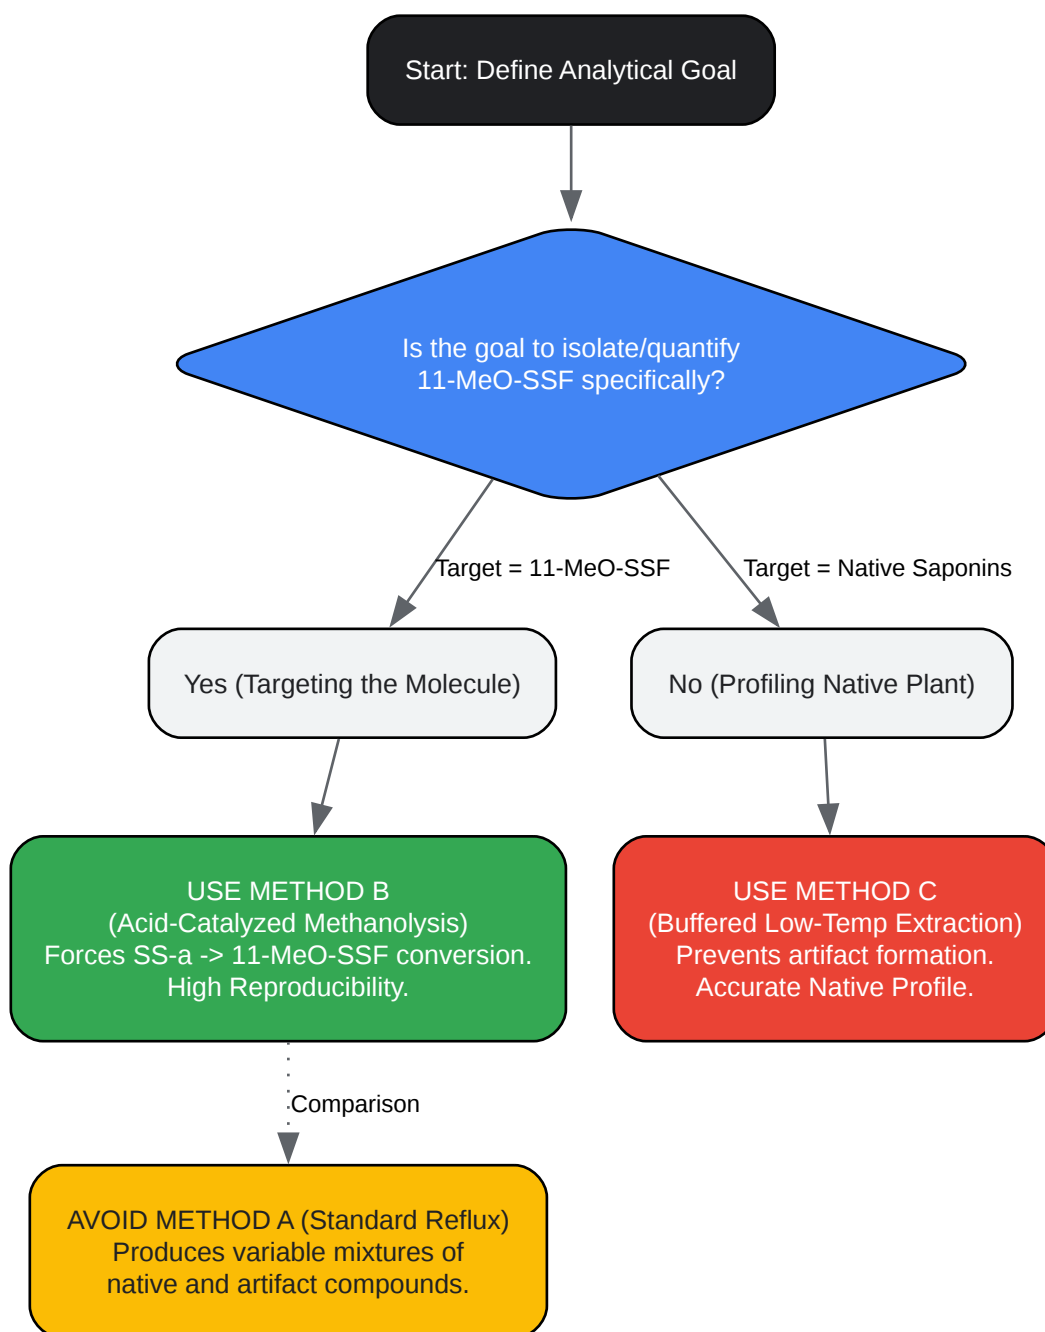 Start: Define Analytical Goal
Is the goal to isolate/quantify
11-MeO-SSF specifically?
Target = 11-MeO-SSF
Target = Native Saponins
Yes (Targeting the Molecule)
No (Profiling Native Plant)
USE METHOD B
(Acid-Catalyzed Methanolysis)
Forces SS-a -> 11-MeO-SSF conversion.
High Reproducibility.
USE METHOD C
(Buffered Low-Temp Extraction)
Prevents artifact formation.
Accurate Native Profile.
Comparison
AVOID METHOD A (Standard Reflux)
Produces variable mixtures of
native and artifact compounds.